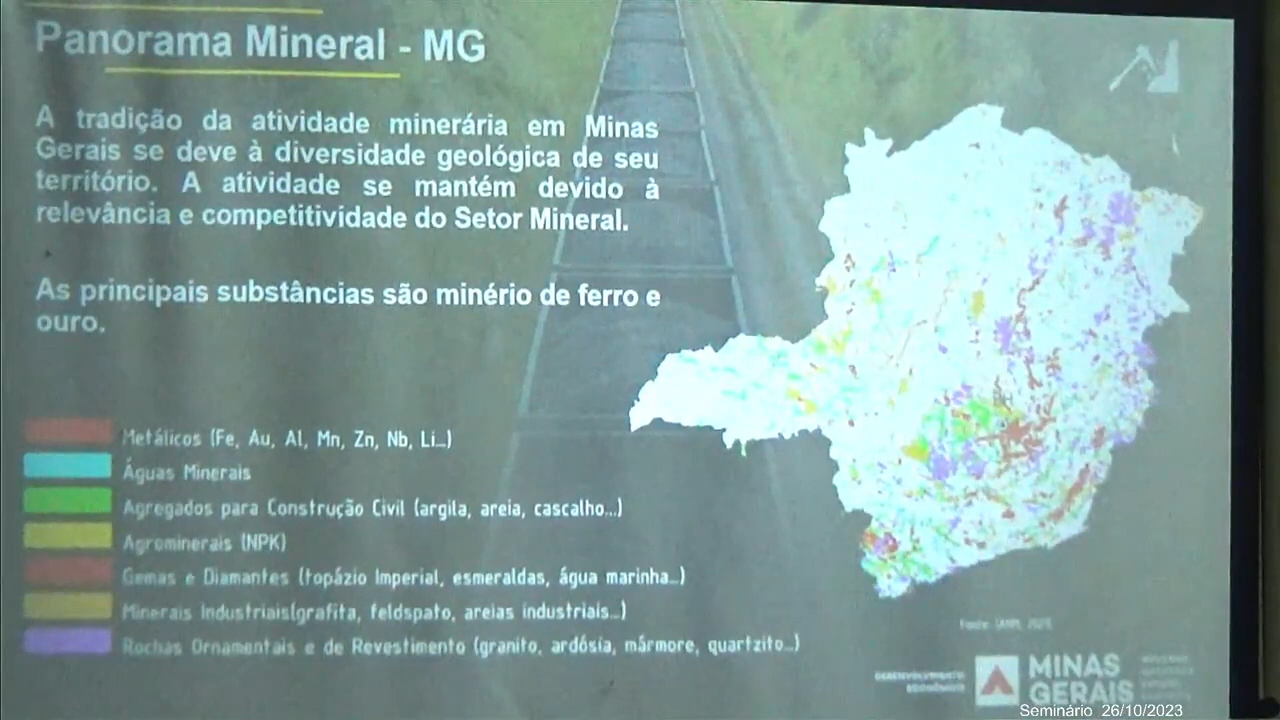 Panorama Mineral - MG
A tradição da atividade minerária em Minas
Gerais se deve à diversidade geológica de seu
território. A atividade se mantém devido à
relevância e competitividade do Setor Mineral.
As principais substâncias são minério de ferro e
ouro.
Metálicos (Fe, Au, Al, Mn, Zn, Nb, Li...)
Águas Minerais
Agregados para Construção Civil (argila, areia, cascalho...)
Agrominerais (NPK)
Gemas e Diamantes (topázio Imperial, esmeraldas, água marinha...)
Minerais Industriais(grafita, feldspato, areias industriais...)
Rochas Ornamentais e de Revestimento (granito, ardósia, mármore, quartzito...)
DESENVOLVIMENTO
ECONÔMICO
MINAS
GERAIS
Seminário 26/10/2023